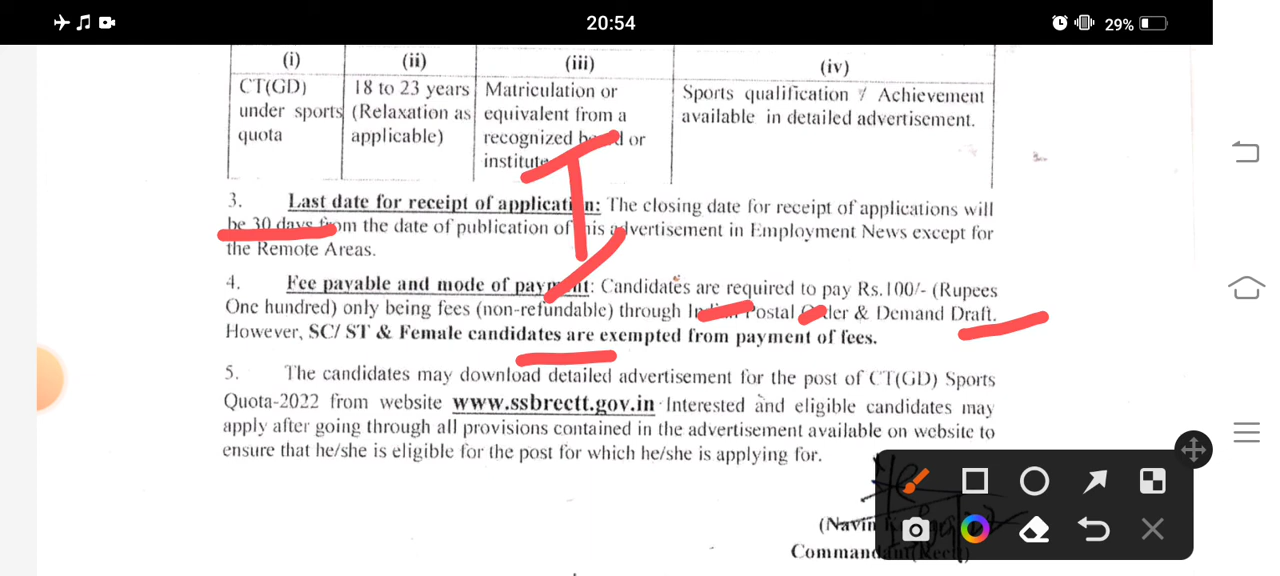 20:54
29%
(i) (ii) (iii) (iv)
CT(GD) 18 to 23 years Matriculation or Sports qualification / Achievement
under sports (Relaxation as equivalent from a available in detailed advertisement.
quota applicable) recognized or
institute
3. Last date for receipt of application: The closing date for receipt of applications will
be 30 days from the date of publication of this advertisement in Employment News except for
the Remote Areas.
4. Fee payable and mode of payment: Candidates are required to pay Rs.100/- (Rupees
One hundred) only being fees (non-refundable) through Indian Postal Order & Demand Draft.
However, SC/ ST & Female candidates are exempted from payment of fees.
5. The candidates may download detailed advertisement for the post of CT(GD) Sports
Quota-2022 from website www.ssbrectt.gov.in Interested and eligible candidates may
apply after going through all provisions contained in the advertisement available on website to
ensure that he/she is eligible for the post for which he/she is applying for.
(Navin